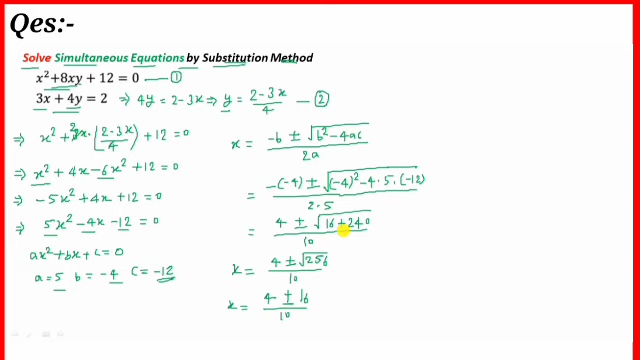 Qes:-
Solve Simultaneous Equations by Substitution Method
x² + 8xy + 12 = 0 —— ①
3x + 4y = 2 ⇒ 4y = 2 - 3x ⇒ y = (2 - 3x)/4 — ②
⇒ x² + 2x · (2 - 3x / 4) + 12 = 0
⇒ x² + 4x - 6x² + 12 = 0
⇒ -5x² + 4x + 12 = 0
⇒ 5x² - 4x - 12 = 0
ax² + bx + c = 0
a = 5 b = -4 c = -12
x = (-b ± √(b² - 4ac)) / 2a
= (-(-4) ± √((-4)² - 4 · 5 · (-12))) / 2·5
= (4 ± √(16 + 240)) / 10
x = (4 ± √256) / 10
x = (4 ± 16) / 10